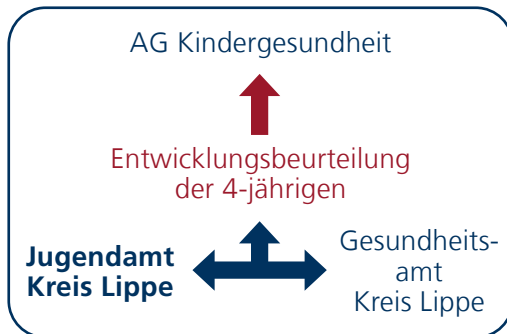 AG Kindergesundheit
Entwicklungsbeurteilung
der 4-jährigen
Jugendamt
Kreis Lippe
Gesundheits-
amt
Kreis Lippe